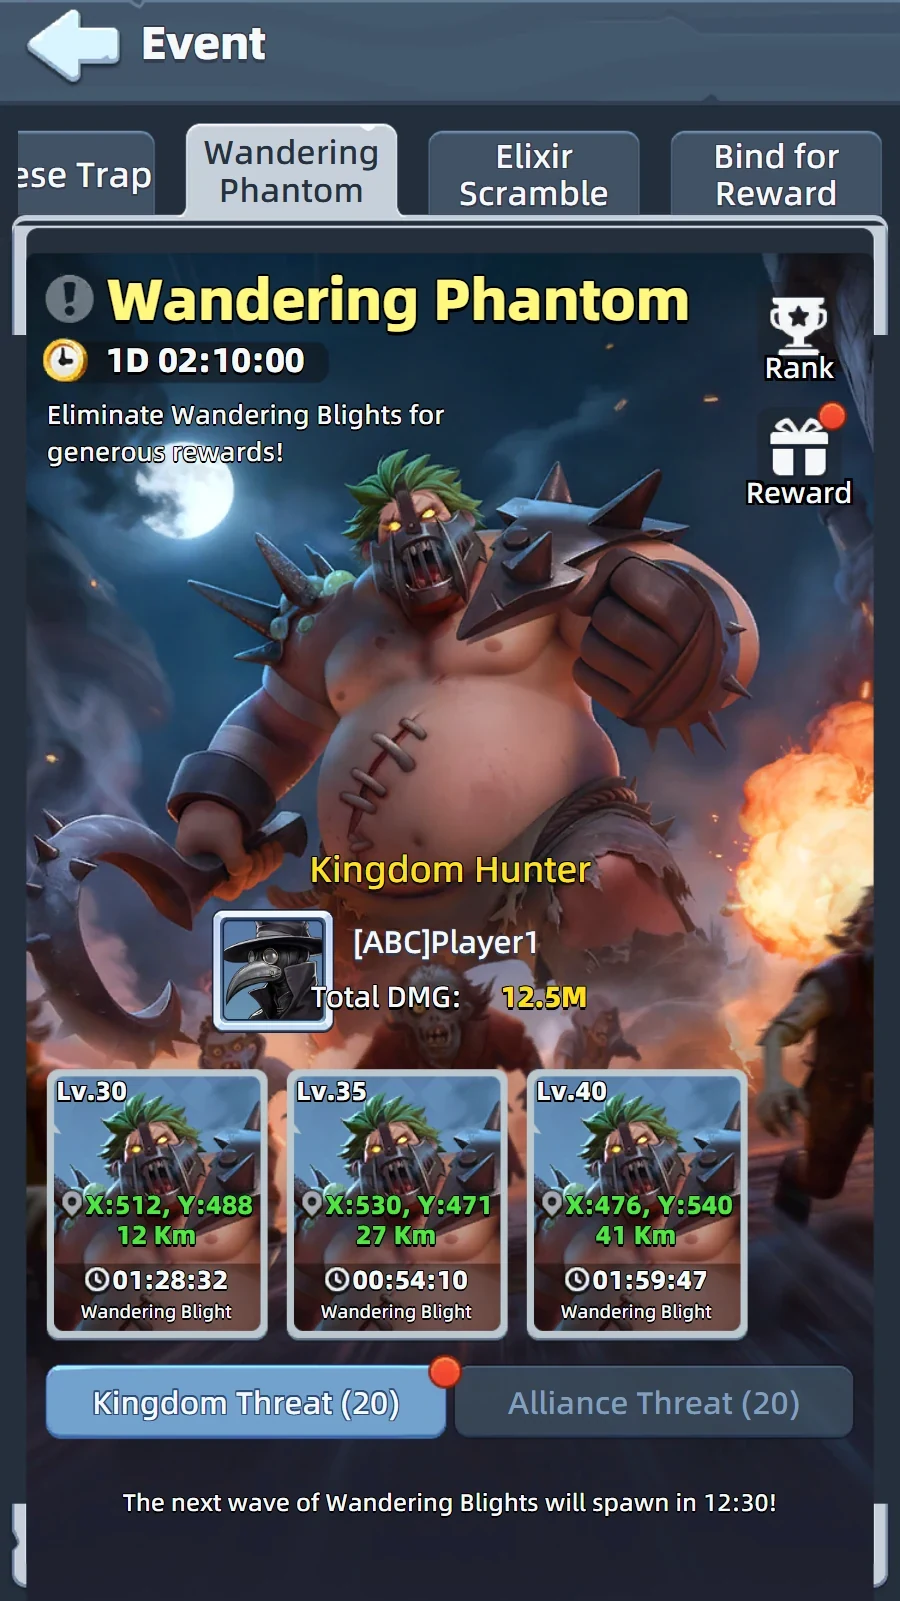 Event
ese Trap
Wandering
Phantom
Elixir
Scramble
Bind for
Reward
Wandering Phantom
1D 02:10:00
Rank
Eliminate Wandering Blights for
generous rewards!
Reward
Kingdom Hunter
[ABC]Player1
Total DMG: 12.5M
Lv.30
X:512, Y:488
12 Km
01:28:32
Wandering Blight
Lv.35
X:530, Y:471
27 Km
00:54:10
Wandering Blight
Lv.40
X:476, Y:540
41 Km
01:59:47
Wandering Blight
Kingdom Threat (20)
Alliance Threat (20)
The next wave of Wandering Blights will spawn in 12:30!